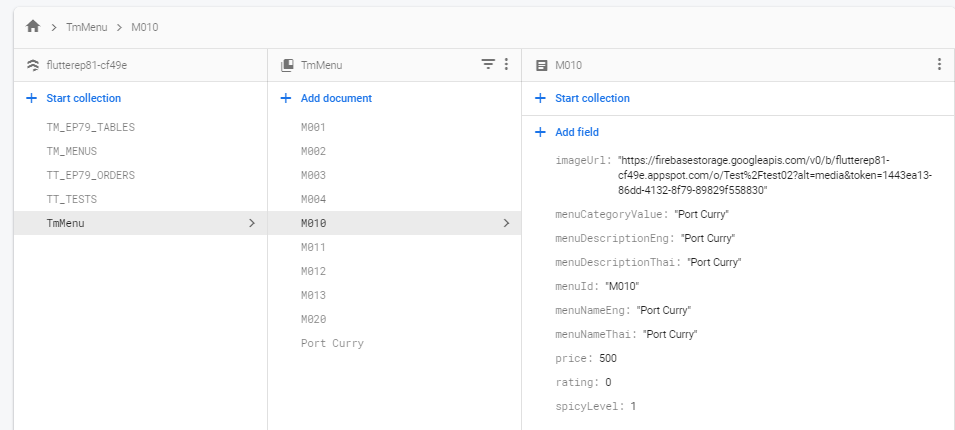 TmMenu > M010
flutterep81-cf49e
Start collection
TM_EP79_TABLES
TM_MENUS
TT_EP79_ORDERS
TT_TESTS
TmMenu
TmMenu
Add document
M001
M002
M003
M004
M010
M011
M012
M013
M020
Port Curry
M010
Start collection
Add field
imageUrl: "https://firebasestorage.googleapis.com/v0/b/flutterep81-
cf49e.appspot.com/o/Test%2Ftest02?alt=media&token=1443ea13-
86dd-4132-8f79-89829f558830"
menuCategoryValue: "Port Curry"
menuDescriptionEng: "Port Curry"
menuDescriptionThai: "Port Curry"
menuId: "M010"
menuNameEng: "Port Curry"
menuNameThai: "Port Curry"
price: 500
rating: 0
spicyLevel: 1